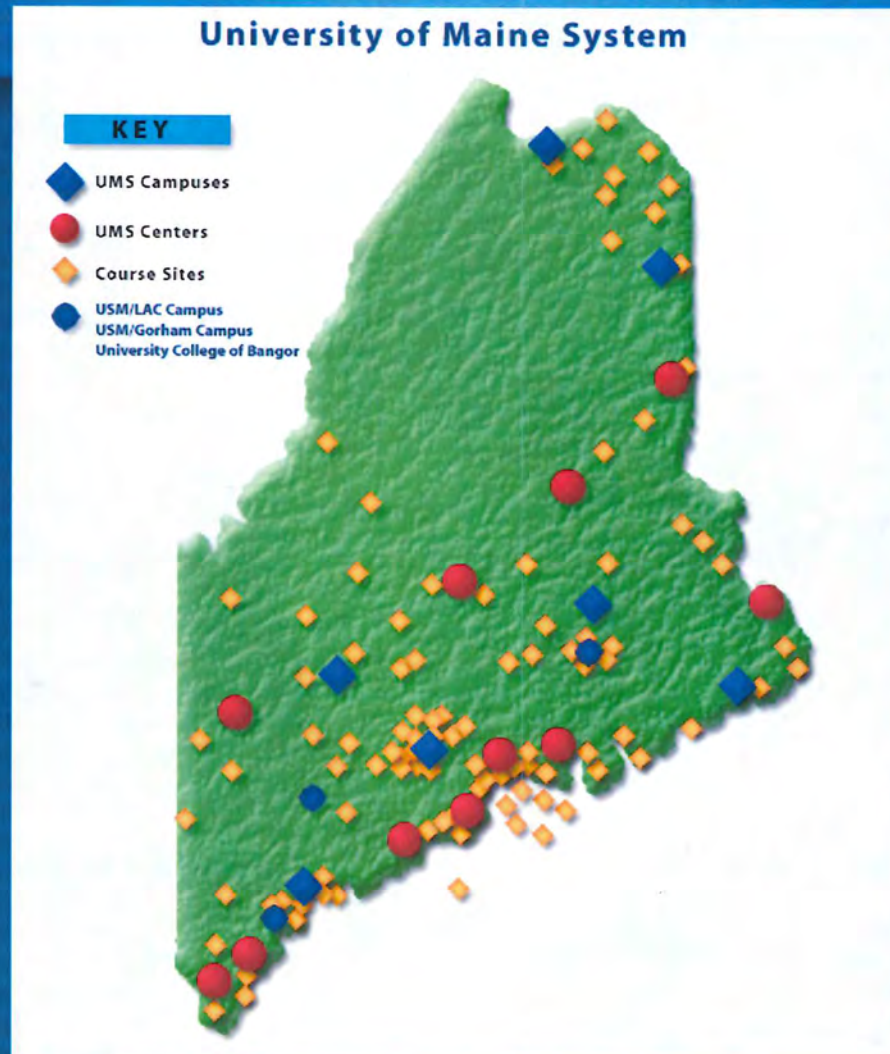 University of Maine System
KEY
UMS Campuses
UMS Centers
Course Sites
USM/LAC Campus
USM/Gorham Campus
University College of Bangor